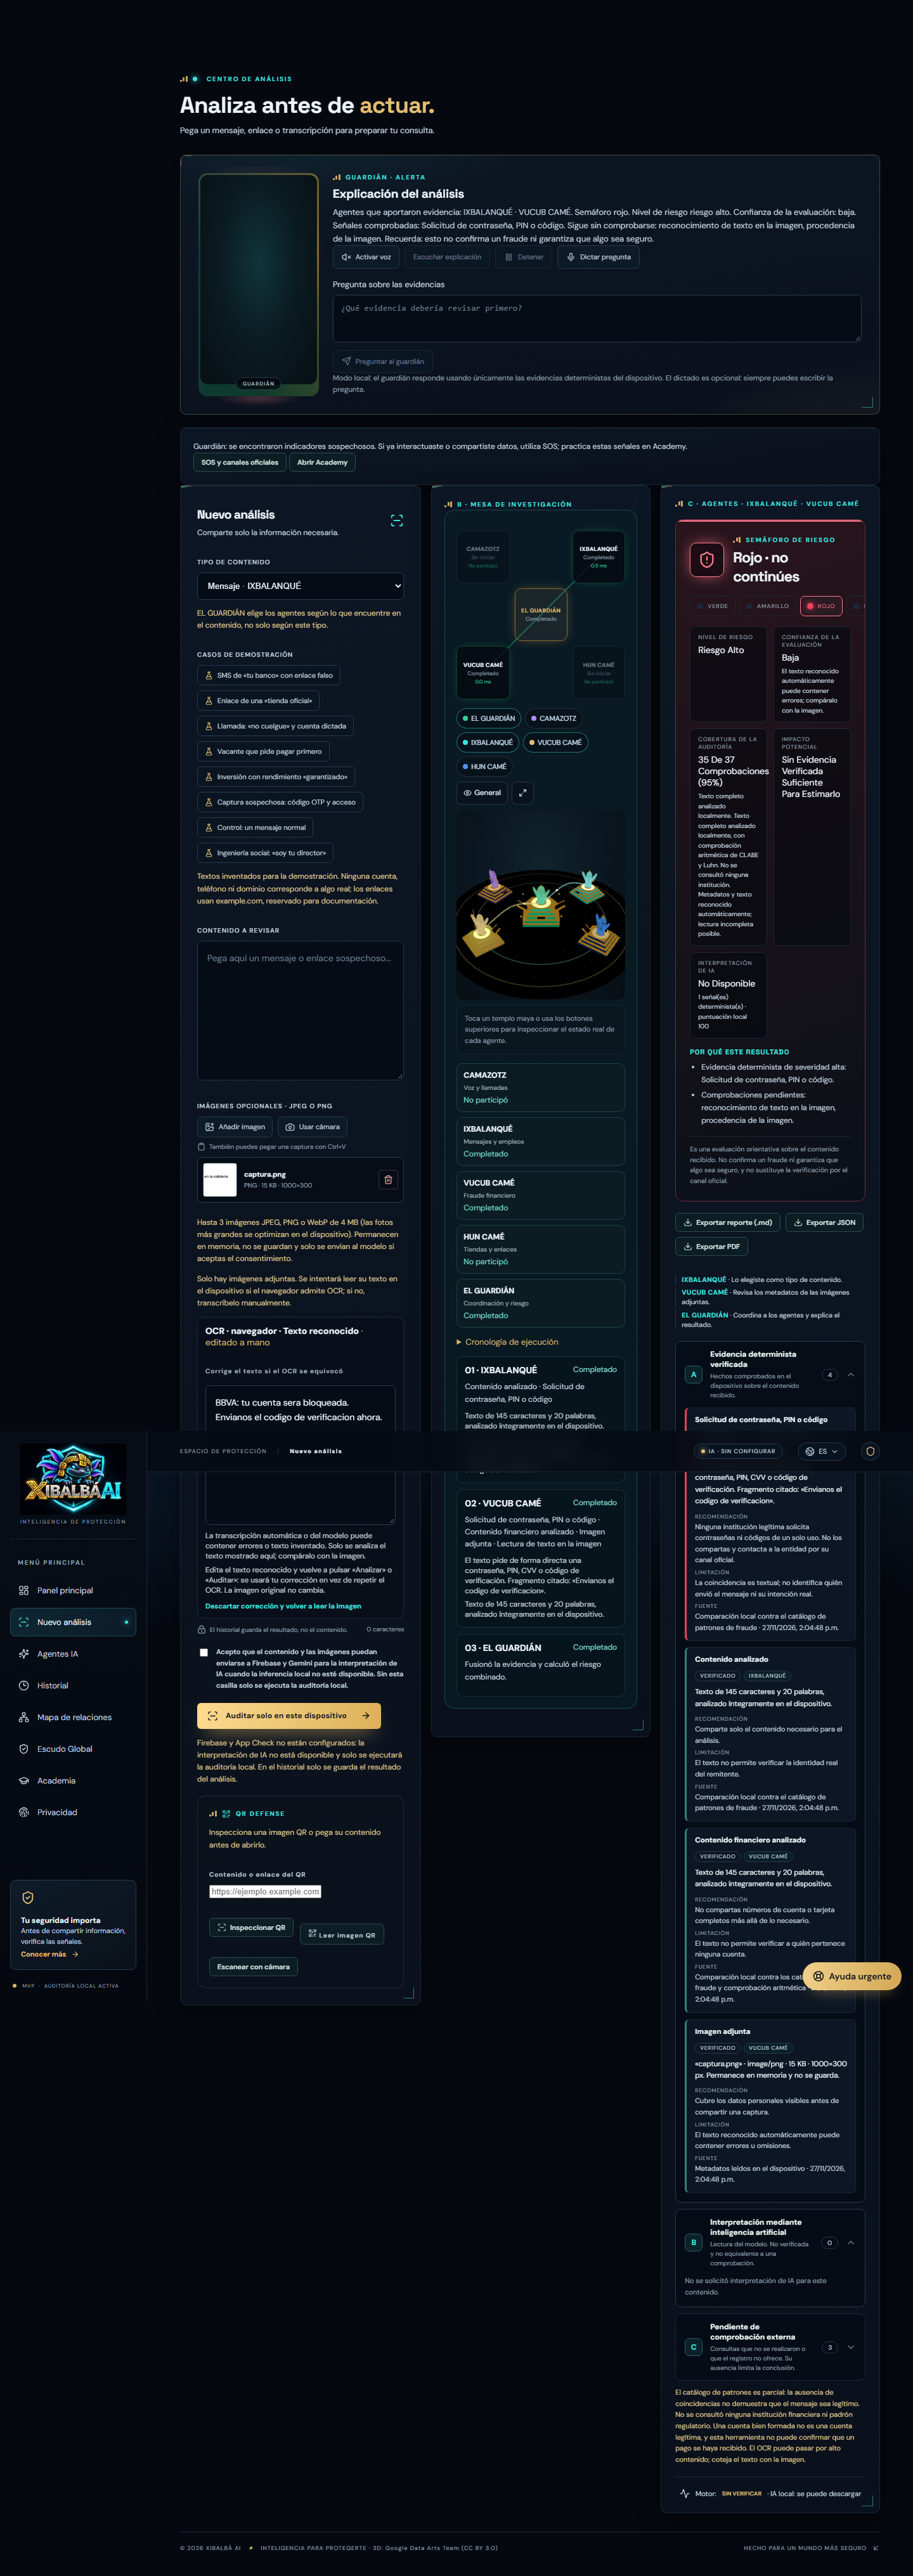 CENTRO DE ANÁLISIS
Analiza antes de actuar.
Pega un mensaje, enlace o transcripción para preparar tu consulta.
GUARDIÁN
GUARDIÁN · ALERTA
Explicación del análisis
Agentes que aportaron evidencia: IXBALANQUÉ · VUCUB CAMÉ. Semáforo rojo. Nivel de riesgo riesgo alto. Confianza de la evaluación: baja.
Señales comprobadas: Solicitud de contraseña, PIN o código. Sigue sin comprobarse: reconocimiento de texto en la imagen, procedencia
de la imagen. Recuerda: esto no confirma un fraude ni garantiza que algo sea seguro.
Activar voz
Escuchar explicación
Detener
Dictar pregunta
Pregunta sobre las evidencias
¿Qué evidencia debería revisar primero?
Preguntar al guardián
Modo local: el guardián responde usando únicamente las evidencias deterministas del dispositivo. El dictado es opcional: siempre puedes escribir la
pregunta.
Guardián: se encontraron indicadores sospechosos. Si ya interactuaste o compartiste datos, utiliza SOS; practica estas señales en Academy.
SOS y canales oficiales
Abrir Academy
Nuevo análisis
Comparte solo la información necesaria.
TIPO DE CONTENIDO
Mensaje · IXBALANQUÉ
EL GUARDIÁN elige los agentes según lo que encuentre en
el contenido, no solo según este tipo.
CASOS DE DEMOSTRACIÓN
SMS de «tu banco» con enlace falso
Enlace de una «tienda oficial»
Llamada: «no cuelgue» y cuenta dictada
Vacante que pide pagar primero
Inversión con rendimiento «garantizado»
Captura sospechosa: código OTP y acceso
Control: un mensaje normal
Ingeniería social: «soy tu director»
Textos inventados para la demostración. Ninguna cuenta,
teléfono ni dominio corresponde a algo real; los enlaces
usan example.com, reservado para documentación.
CONTENIDO A REVISAR
Pega aquí un mensaje o enlace sospechoso...
IMÁGENES OPCIONALES · JPEG O PNG
Añadir imagen
Usar cámara
También puedes pegar una captura con Ctrl+V
captura.png
PNG · 15 KB · 1000×300
Hasta 3 imágenes JPEG, PNG o WebP de 4 MB (las fotos
más grandes se optimizan en el dispositivo). Permanecen
en memoria, no se guardan y solo se envían al modelo si
aceptas el consentimiento.
Solo hay imágenes adjuntas. Se intentará leer su texto en
el dispositivo si el navegador admite OCR; si no,
transcríbelo manualmente.
OCR · navegador · Texto reconocido ·
editado a mano
Corrige el texto si el OCR se equivocó
BBVA: tu cuenta sera bloqueada.
Envianos el codigo de verificacion ahora.
La transcripción automática o del modelo puede
contener errores o texto inventado. Solo se analiza el
texto mostrado aquí; compáralo con la imagen.
Edita el texto reconocido y vuelve a pulsar «Analizar» o
«Auditar»: se usará tu corrección en vez de repetir el
OCR. La imagen original no cambia.
Descartar corrección y volver a leer la imagen
El historial guarda el resultado, no el contenido.
0 caracteres
Acepto que el contenido y las imágenes puedan
enviarse a Firebase y Gemini para la interpretación de
IA cuando la inferencia local no esté disponible. Sin esta
casilla solo se ejecuta la auditoría local.
Auditar solo en este dispositivo
Firebase y App Check no están configurados: la
interpretación de IA no está disponible y solo se ejecutará
la auditoría local. En el historial solo se guarda el resultado
del análisis.
QR DEFENSE
Inspecciona una imagen QR o pega su contenido
antes de abrirlo.
Contenido o enlace del QR
https://ejemplo.example.com
Inspeccionar QR
Leer imagen QR
Escanear con cámara
B · MESA DE INVESTIGACIÓN
CAMAZOTZ
Sin iniciar
No participó
IXBALANQUÉ
Completado
0.5 ms
EL GUARDIÁN
Completado
VUCUB CAMÉ
Completado
0.0 ms
HUN CAMÉ
Sin iniciar
No participó
EL GUARDIÁN
CAMAZOTZ
IXBALANQUÉ
VUCUB CAMÉ
HUN CAMÉ
General
Toca un templo maya o usa los botones
superiores para inspeccionar el estado real de
cada agente.
CAMAZOTZ
Voz y llamadas
No participó
IXBALANQUÉ
Mensajes y empleos
Completado
VUCUB CAMÉ
Fraude financiero
Completado
HUN CAMÉ
Tiendas y enlaces
No participó
EL GUARDIÁN
Coordinación y riesgo
Completado
Cronología de ejecución
01 · IXBALANQUÉ
Completado
Contenido analizado · Solicitud de
contraseña, PIN o código
Texto de 145 caracteres y 20 palabras,
analizado íntegramente en el dispositivo.
02 · VUCUB CAMÉ
Completado
Solicitud de contraseña, PIN o código ·
Contenido financiero analizado · Imagen
adjunta · Lectura de texto en la imagen
El texto pide de forma directa una
contraseña, PIN, CVV o código de
verificación. Fragmento citado: «Envianos el
codigo de verificacion».
Texto de 145 caracteres y 20 palabras,
analizado íntegramente en el dispositivo.
03 · EL GUARDIÁN
Completado
Fusionó la evidencia y calculó el riesgo
combinado.
C · AGENTES · IXBALANQUÉ · VUCUB CAMÉ
SEMÁFORO DE RIESGO
Rojo · no
continúes
VERDE
AMARILLO
ROJO
NIVEL DE RIESGO
Riesgo Alto
CONFIANZA DE LA
EVALUACIÓN
Baja
El texto reconocido
automáticamente
puede contener
errores; compáralo
con la imagen.
COBERTURA DE LA
AUDITORÍA
35 De 37
Comprobaciones
(95%)
Texto completo
analizado
localmente. Texto
completo analizado
localmente, con
comprobación
aritmética de CLABE
y Luhn. No se
consultó ninguna
institución.
Metadatos y texto
reconocido
automáticamente;
lectura incompleta
posible.
IMPACTO
POTENCIAL
Sin Evidencia
Verificada
Suficiente
Para Estimarlo
INTERPRETACIÓN
DE IA
No Disponible
1 señal(es)
determinista(s) ·
puntuación local
100
POR QUÉ ESTE RESULTADO
Evidencia determinista de severidad alta:
Solicitud de contraseña, PIN o código.
Comprobaciones pendientes:
reconocimiento de texto en la imagen,
procedencia de la imagen.
Es una evaluación orientativa sobre el contenido
recibido. No confirma un fraude ni garantiza que
algo sea seguro, y no sustituye la verificación por el
canal oficial.
Exportar reporte (.md)
Exportar JSON
Exportar PDF
IXBALANQUÉ · Lo elegiste como tipo de contenido.
VUCUB CAMÉ · Revisa los metadatos de las imágenes
adjuntas.
EL GUARDIÁN · Coordina a los agentes y explica el
resultado.
A
Evidencia determinista
verificada
Hechos comprobados en el
dispositivo sobre el contenido
recibido.
4
Solicitud de contraseña, PIN o código
contraseña, PIN, CVV o código de
verificación. Fragmento citado: «Envianos el
codigo de verificacion».
RECOMENDACIÓN
Ninguna institución legítima solicita
contraseñas ni códigos de un solo uso. No los
compartas y contacta a la entidad por su
canal oficial.
LIMITACIÓN
La coincidencia es textual; no identifica quién
envió el mensaje ni su intención real.
FUENTE
Comparación local contra el catálogo de
patrones de fraude · 27/11/2026, 2:04:48 p.m.
Contenido analizado
VERIFICADO
IXBALANQUÉ
Texto de 145 caracteres y 20 palabras,
analizado íntegramente en el dispositivo.
RECOMENDACIÓN
Comparte solo el contenido necesario para el
análisis.
LIMITACIÓN
El texto no permite verificar la identidad real
del remitente.
FUENTE
Comparación local contra el catálogo de
patrones de fraude · 27/11/2026, 2:04:48 p.m.
Contenido financiero analizado
VERIFICADO
VUCUB CAMÉ
Texto de 145 caracteres y 20 palabras,
analizado íntegramente en el dispositivo.
RECOMENDACIÓN
No compartas números de cuenta o tarjeta
completos más allá de lo necesario.
LIMITACIÓN
El texto no permite verificar a quién pertenece
ninguna cuenta.
FUENTE
Comparación local contra los
fraude y comprobación aritmética
2:04:48 p.m.
Imagen adjunta
VERIFICADO
VUCUB CAMÉ
«captura.png» · image/png · 15 KB · 1000×300
px. Permanece en memoria y no se guarda.
RECOMENDACIÓN
Cubre los datos personales visibles antes de
compartir una captura.
LIMITACIÓN
El texto reconocido automáticamente puede
contener errores u omisiones.
FUENTE
Metadatos leídos en el dispositivo · 27/11/2026,
2:04:48 p.m.
B
Interpretación mediante
inteligencia artificial
Lectura del modelo. No verificada
y no equivalente a una
comprobación.
0
No se solicitó interpretación de IA para este
contenido.
C
Pendiente de
comprobación externa
Consultas que no se realizaron o
que el registro no ofrece. Su
ausencia limita la conclusión.
3
El catálogo de patrones es parcial: la ausencia de
coincidencias no demuestra que el mensaje sea legítimo.
No se consultó ninguna institución financiera ni padrón
regulatorio. Una cuenta bien formada no es una cuenta
legítima, y esta herramienta no puede confirmar que un
pago se haya recibido. El OCR puede pasar por alto
contenido; coteja el texto con la imagen.
Motor:
SIN VERIFICAR
· IA local: se puede descargar
ESPACIO DE PROTECCIÓN
Nuevo análisis
IA · SIN CONFIGURAR
ES
XIBALBÁ AI
INTELIGENCIA DE PROTECCIÓN
MENÚ PRINCIPAL
Panel principal
Nuevo análisis
Agentes IA
Historial
Mapa de relaciones
Escudo Global
Academia
Privacidad
Tu seguridad importa
Antes de compartir información,
verifica las señales.
Conocer más
MVP · AUDITORÍA LOCAL ACTIVA
Ayuda urgente
© 2026 XIBALBÁ AI
INTELIGENCIA PARA PROTEGERTE · 3D: Google Data Arts Team (CC BY 3.0)
HECHO PARA UN MUNDO MÁS SEGURO